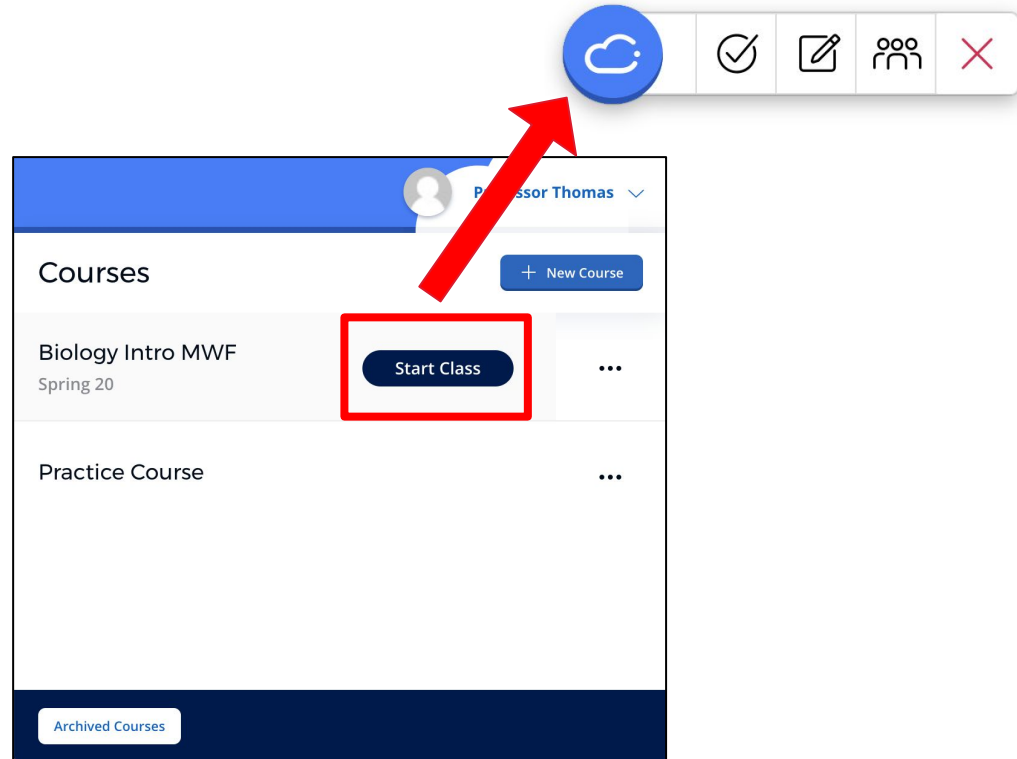 Thomas
Courses
+ New Course
Biology Intro MWF
Spring 20
Start Class
Practice Course
Archived Courses